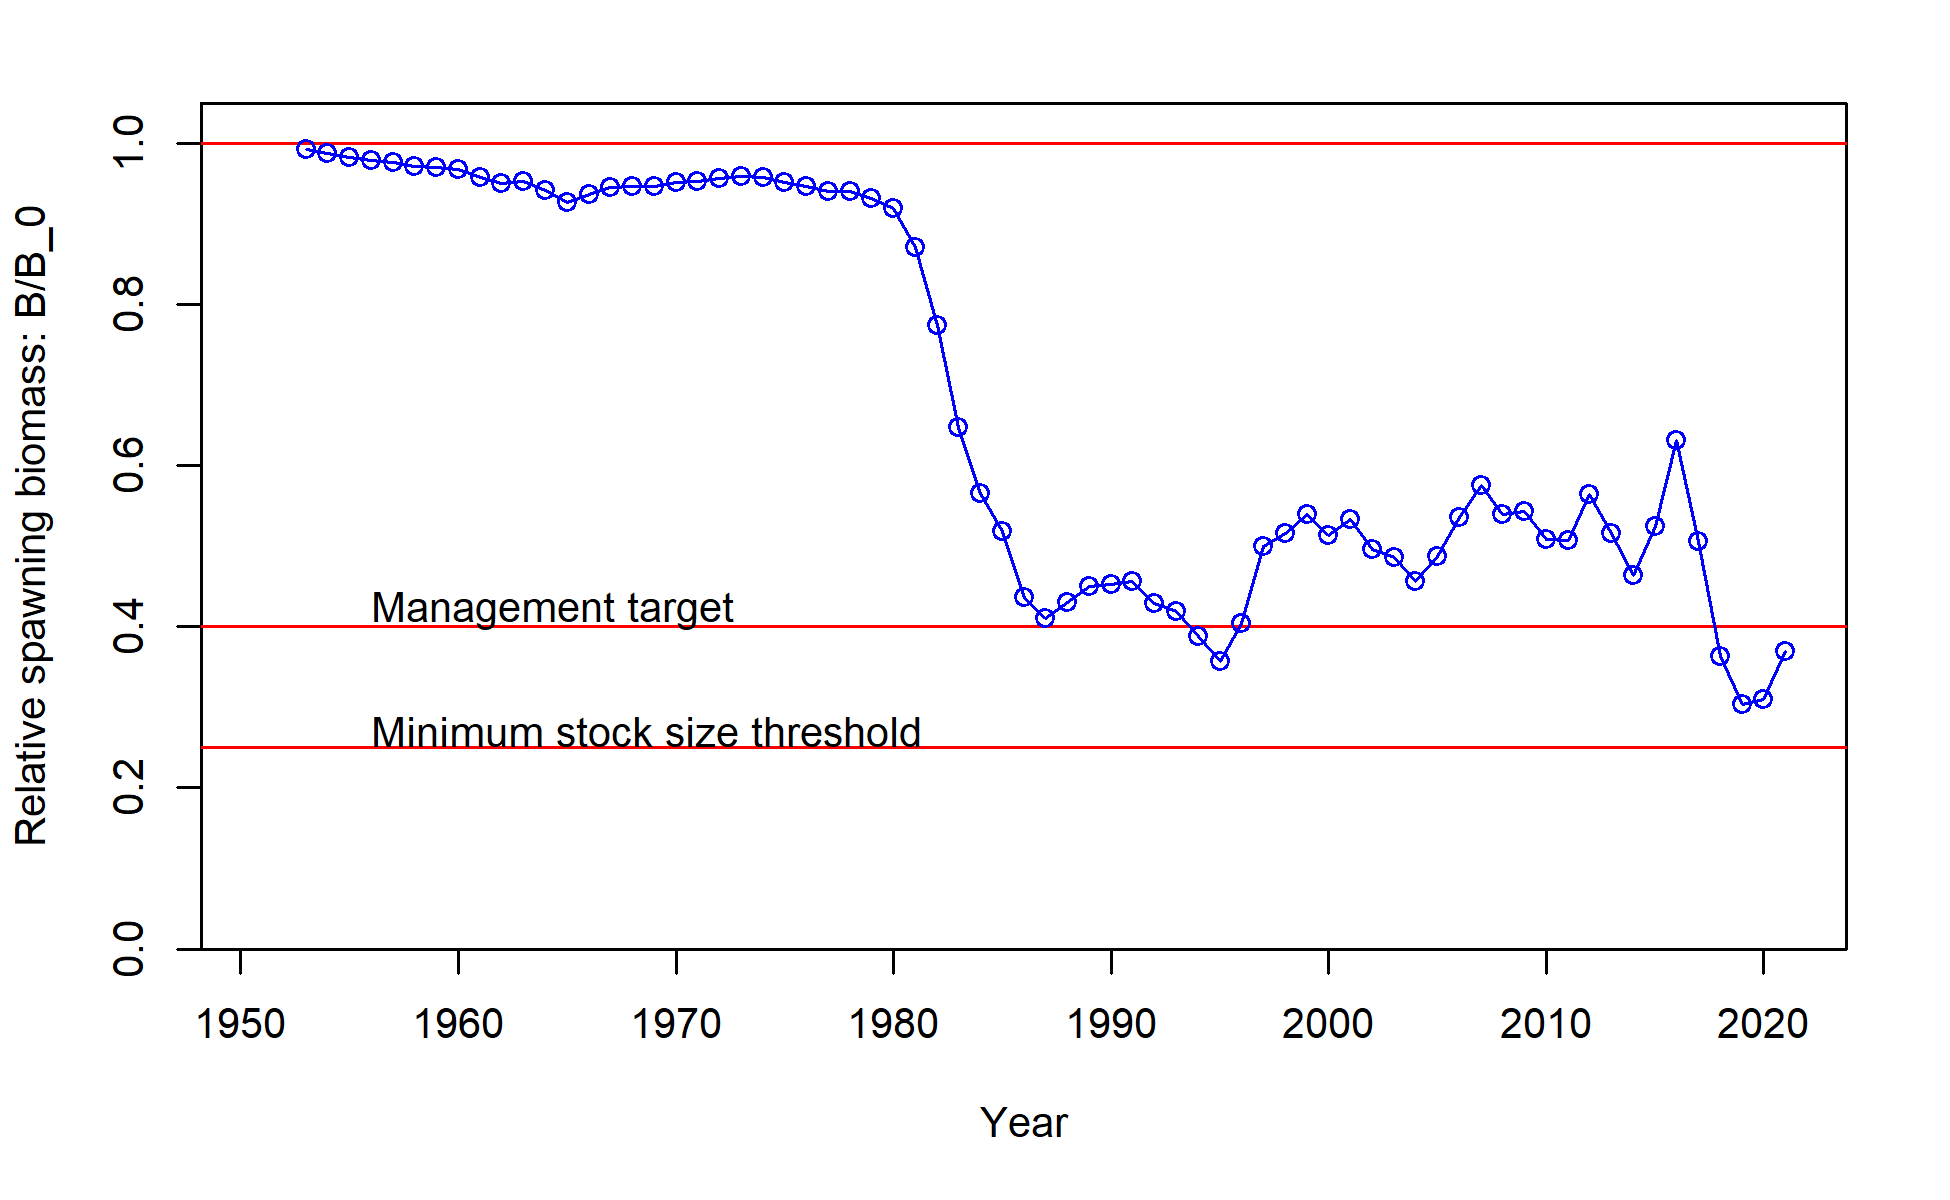 Relative spawning biomass: B/B_0
1.0
0.8
0.6
0.4
0.2
0.0
Management target
Minimum stock size threshold
1950 1960 1970 1980 1990 2000 2010 2020
Year